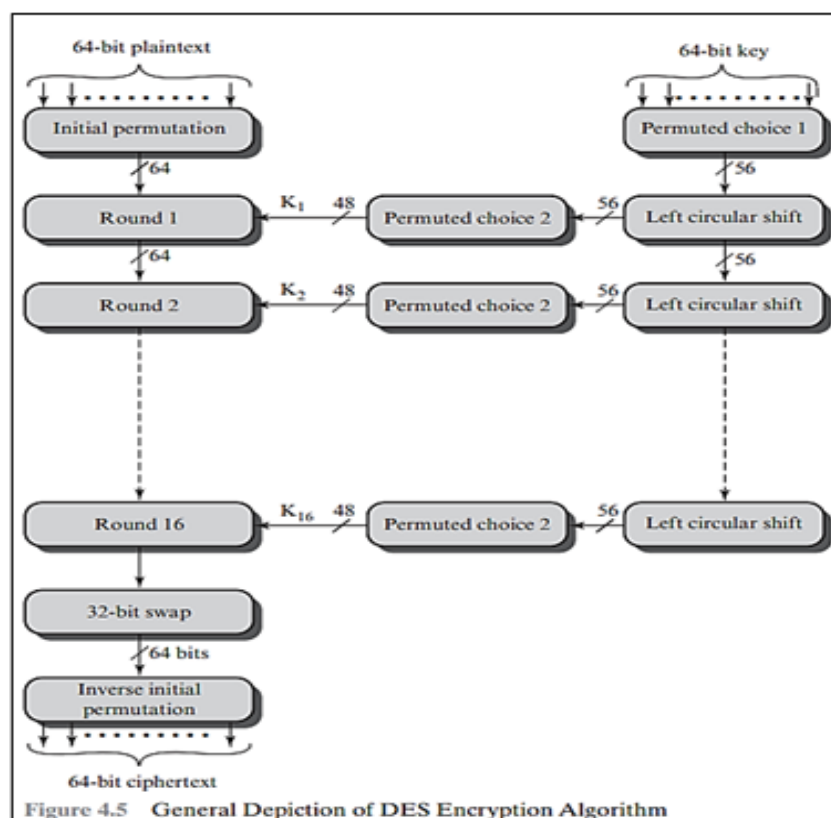 64-bit plaintext
64-bit key
Initial permutation
Permuted choice 1
64
56
Round 1
K1
48
Permuted choice 2
56
Left circular shift
64
56
Round 2
K2
48
Permuted choice 2
56
Left circular shift
Round 16
K16
48
Permuted choice 2
56
Left circular shift
32-bit swap
64 bits
Inverse initial
permutation
64-bit ciphertext
Figure 4.5 General Depiction of DES Encryption Algorithm